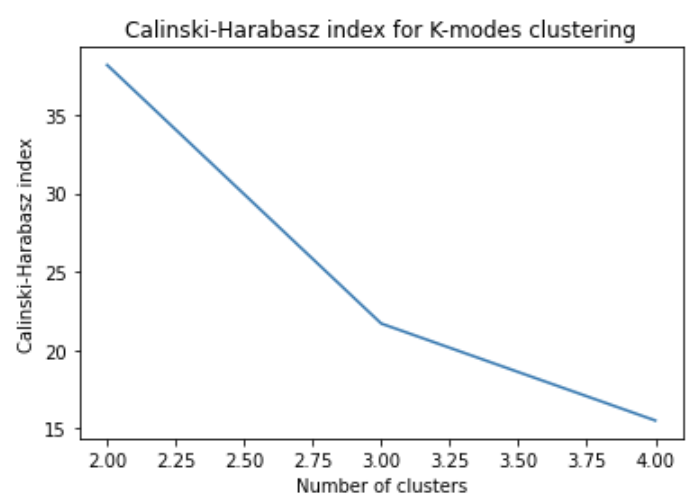 Calinski-Harabasz index for K-modes clustering
Calinski-Harabasz index
35
30
25
20
15
2.00 2.25 2.50 2.75 3.00 3.25 3.50 3.75 4.00
Number of clusters